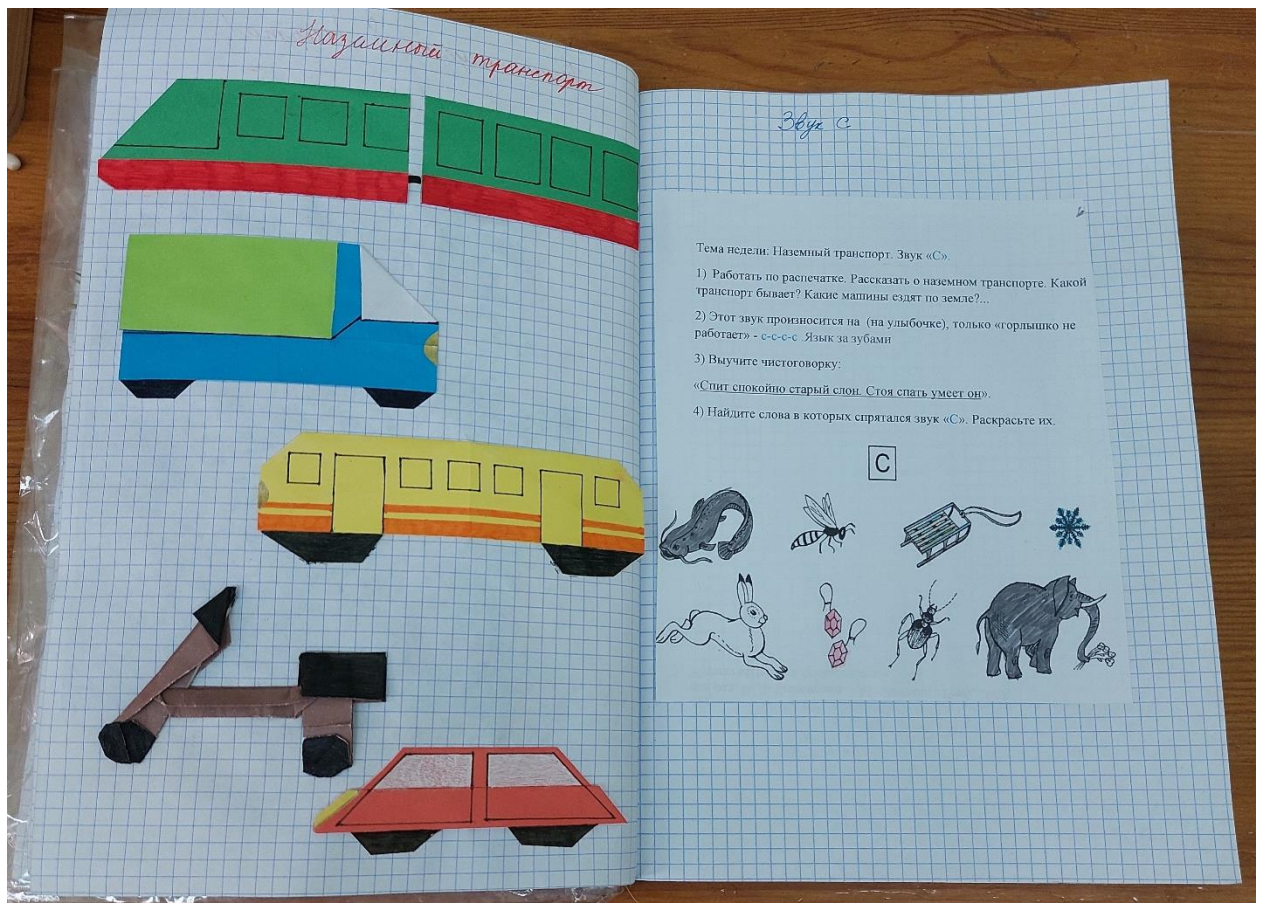 Наземный транспорт
Звук С
Тема недели: Наземный транспорт. Звук «С».
1) Работать по распечатке. Рассказать о наземном транспорте. Какой
транспорт бывает? Какие машины ездят по земле?...
2) Этот звук произносится на (на улыбочке), только «горлышко не
работает» - с-с-с-с .Язык за зубами
3) Выучите чистоговорку:
«Спит спокойно старый слон. Стоя спать умеет он».
4) Найдите слова в которых спрятался звук «С». Раскрасьте их.
С